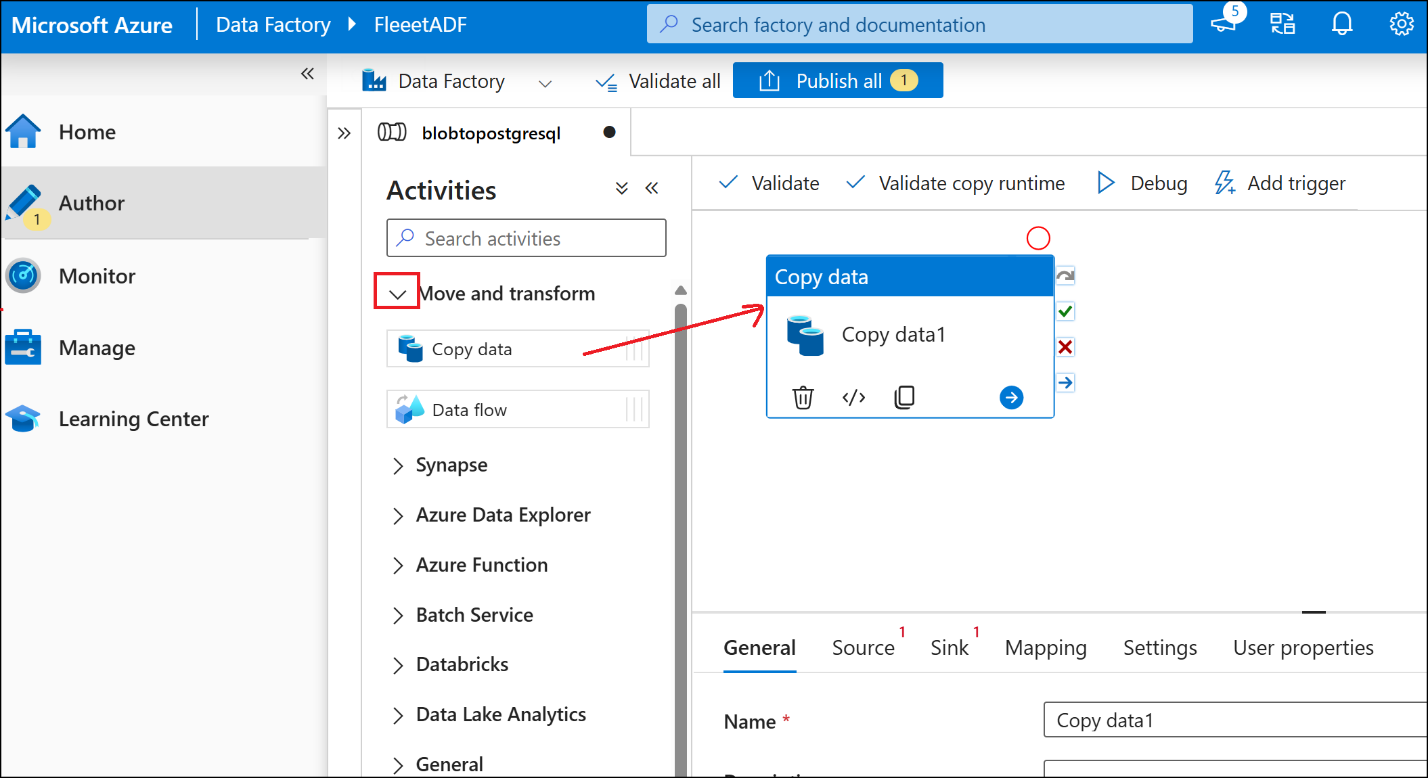 Microsoft Azure Data Factory FleeetADF Search factory and documentation 5
Data Factory Validate all Publish all 1
Home
Author
1
Monitor
Manage
Learning Center
blobtopostgresql
Activities
Search activities
Move and transform
Copy data
Data flow
Synapse
Azure Data Explorer
Azure Function
Batch Service
Databricks
Data Lake Analytics
General
Validate Validate copy runtime Debug Add trigger
Copy data
Copy data1
General Source 1 Sink 1 Mapping Settings User properties
Name * Copy data1